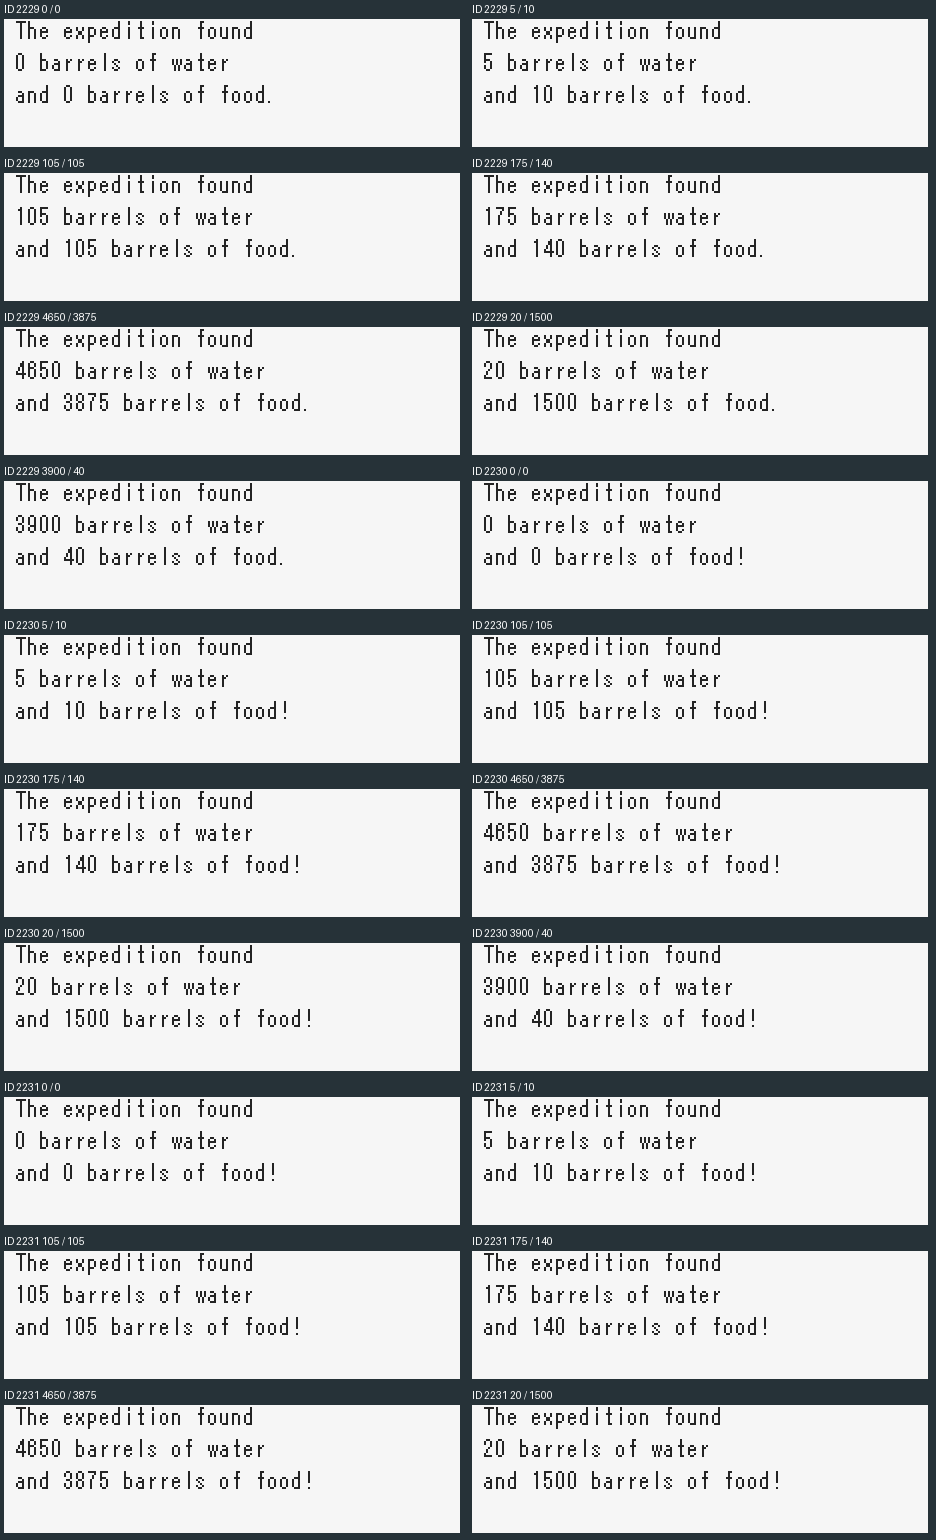 ID 2229 0 / 0
The expedition found
0 barrels of water
and 0 barrels of food.
ID 2229 5 / 10
The expedition found
5 barrels of water
and 10 barrels of food.
ID 2229 105 / 105
The expedition found
105 barrels of water
and 105 barrels of food.
ID 2229 175 / 140
The expedition found
175 barrels of water
and 140 barrels of food.
ID 2229 4650 / 3875
The expedition found
4650 barrels of water
and 3875 barrels of food.
ID 2229 20 / 1500
The expedition found
20 barrels of water
and 1500 barrels of food.
ID 2229 3900 / 40
The expedition found
3900 barrels of water
and 40 barrels of food.
ID 2230 0 / 0
The expedition found
0 barrels of water
and 0 barrels of food!
ID 2230 5 / 10
The expedition found
5 barrels of water
and 10 barrels of food!
ID 2230 105 / 105
The expedition found
105 barrels of water
and 105 barrels of food!
ID 2230 175 / 140
The expedition found
175 barrels of water
and 140 barrels of food!
ID 2230 4650 / 3875
The expedition found
4650 barrels of water
and 3875 barrels of food!
ID 2230 20 / 1500
The expedition found
20 barrels of water
and 1500 barrels of food!
ID 2230 3900 / 40
The expedition found
3900 barrels of water
and 40 barrels of food!
ID 2231 0 / 0
The expedition found
0 barrels of water
and 0 barrels of food!
ID 2231 5 / 10
The expedition found
5 barrels of water
and 10 barrels of food!
ID 2231 105 / 105
The expedition found
105 barrels of water
and 105 barrels of food!
ID 2231 175 / 140
The expedition found
175 barrels of water
and 140 barrels of food!
ID 2231 4650 / 3875
The expedition found
4650 barrels of water
and 3875 barrels of food!
ID 2231 20 / 1500
The expedition found
20 barrels of water
and 1500 barrels of food!